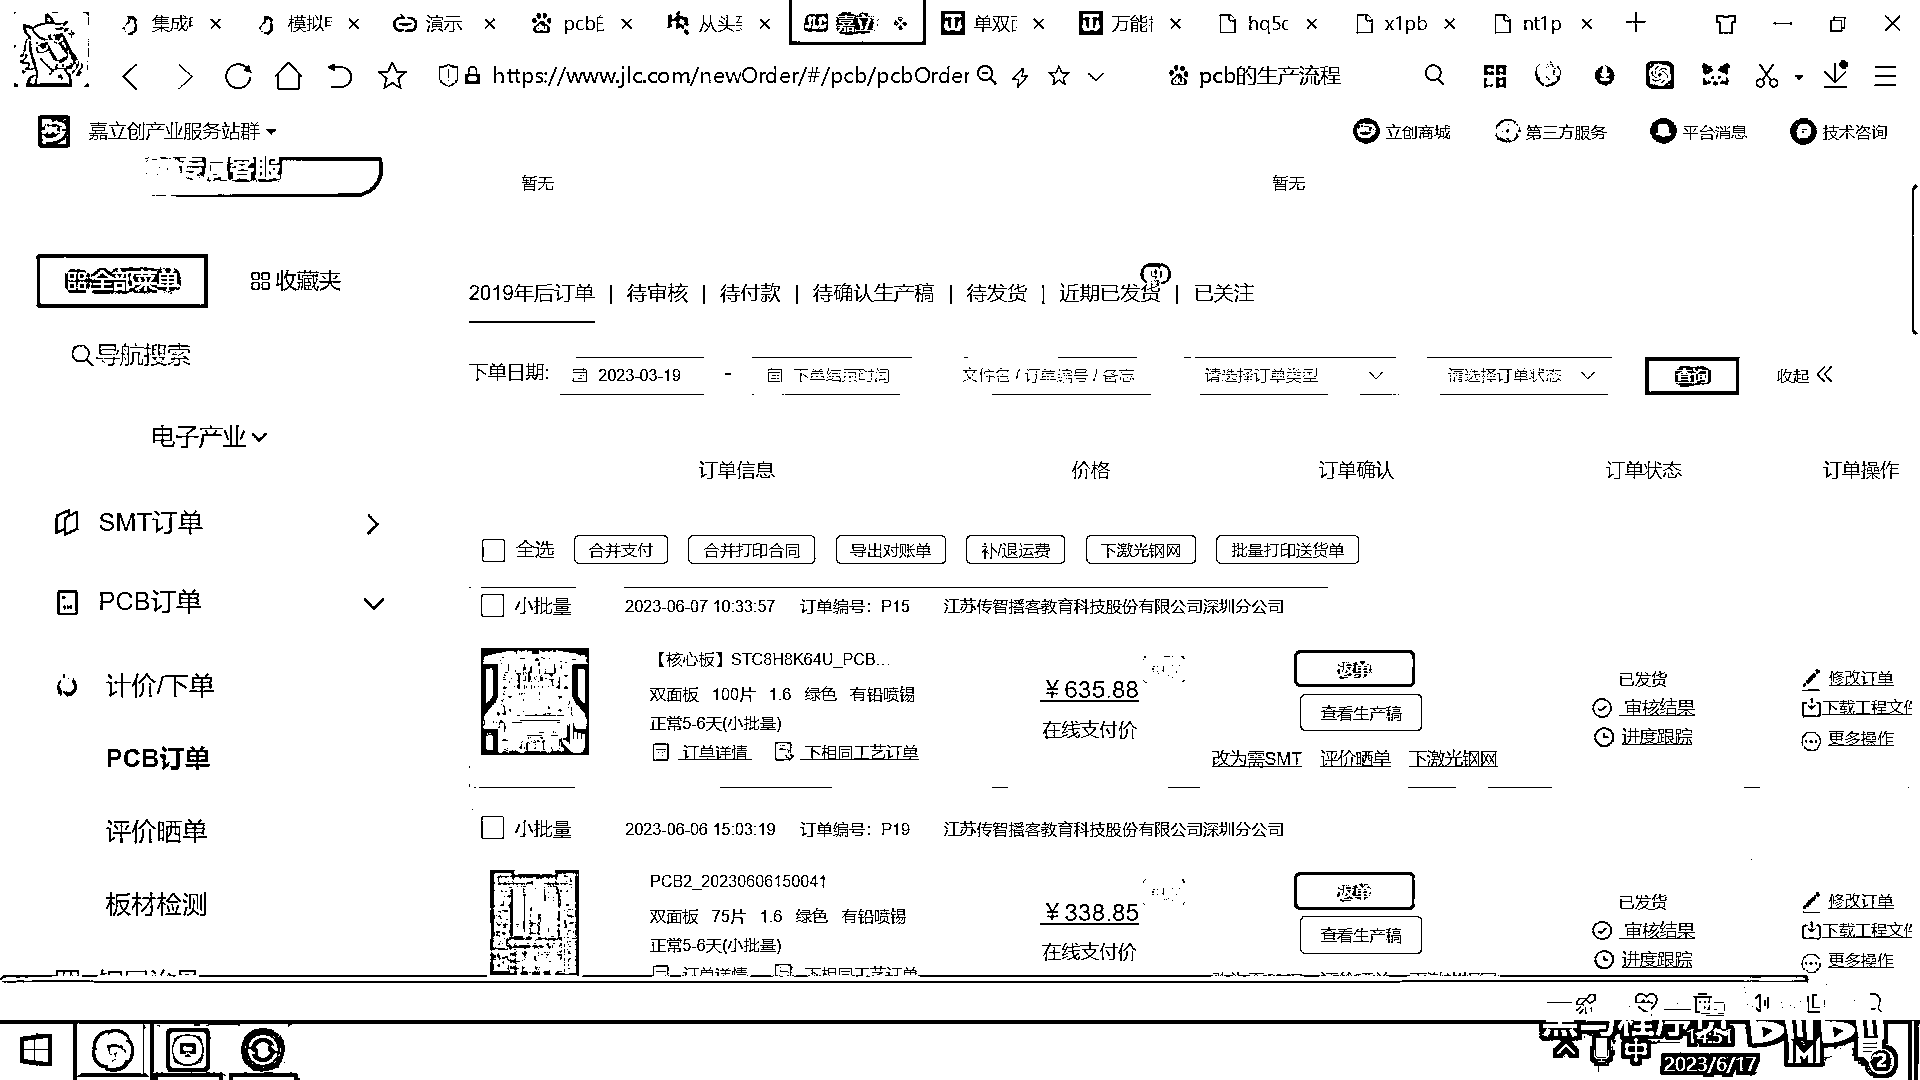 集成 模拟 演示 pcb 从头 嘉立 单双 万能 hq5c x1pb nt1p
https://www.jlc.com/newOrder/#/pcb/pcbOrder pcb的生产流程
嘉立创产业服务站群 立创商城 第三方服务 平台消息 技术咨询
专属客服
暂无 暂无
全部菜单 收藏夹
2019年后订单 | 待审核 | 待付款 | 待确认生产稿 | 待发货 | 近期已发货 | 已关注
导航搜索
下单日期: 2023-03-19 - 下单结束时间 文件名 / 订单编号 / 备忘 请选择订单类型 请选择订单状态 查询 收起
电子产业
订单信息 价格 订单确认 订单状态 订单操作
SMT订单
全选 合并支付 合并打印合同 导出对账单 补/退运费 下激光钢网 批量打印送货单
PCB订单
小批量 2023-06-07 10:33:57 订单编号: P15 江苏传智播客教育科技股份有限公司深圳分公司
【核心板】STC8H8K64U_PCB...
双面板 100片 1.6 绿色 有铅喷锡
正常5-6天(小批量)
订单详情 下相同工艺订单
￥635.88
在线支付价
返单
查看生产稿
改为需SMT 评价晒单 下激光钢网
已发货
审核结果
进度跟踪
修改订单
下载工程文件
更多操作
计价/下单
PCB订单
评价晒单
板材检测
小批量 2023-06-06 15:03:19 订单编号: P19 江苏传智播客教育科技股份有限公司深圳分公司
PCB2_20230606150041
双面板 75片 1.6 绿色 有铅喷锡
正常5-6天(小批量)
订单详情 下相同工艺订单
￥338.85
在线支付价
返单
查看生产稿
已发货
审核结果
进度跟踪
修改订单
下载工程文件
更多操作
中
2023/6/17
2